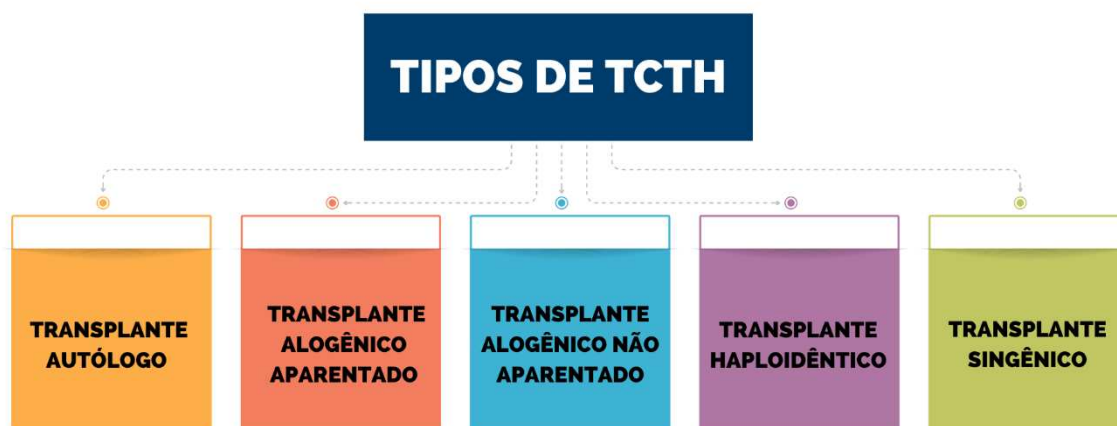 TIPOS DE TCTH
TRANSPLANTE
AUTÓLOGO
TRANSPLANTE
ALOGÊNICO
APARENTADO
TRANSPLANTE
ALOGÊNICO NÃO
APARENTADO
TRANSPLANTE
HAPLOIDÊNTICO
TRANSPLANTE
SINGÊNICO